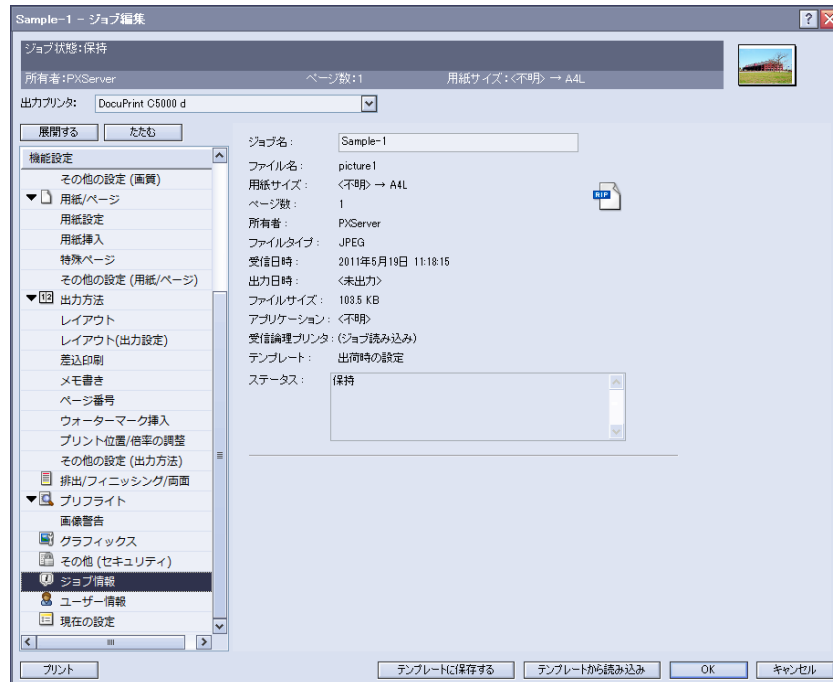 Sample-1 - ジョブ編集
ジョブ状態:保持
所有者:PXServer ページ数:1 用紙サイズ:<不明> → A4L
出力プリンタ: DocuPrint C5000 d
展開する たたむ
機能設定
その他の設定 (画質)
用紙/ページ
用紙設定
用紙挿入
特殊ページ
その他の設定 (用紙/ページ)
出力方法
レイアウト
レイアウト(出力設定)
差込印刷
メモ書き
ページ番号
ウォーターマーク挿入
プリント位置/倍率の調整
その他の設定 (出力方法)
排出/フィニッシング/両面
プリフライト
画像警告
グラフィックス
その他 (セキュリティ)
ジョブ情報
ユーザー情報
現在の設定
ジョブ名: Sample-1
ファイル名: picture1
用紙サイズ: <不明> → A4L
ページ数: 1
所有者: PXServer
ファイルタイプ: JPEG
受信日時: 2011年5月19日 11:18:15
出力日時: <未出力>
ファイルサイズ: 103.5 KB
アプリケーション: <不明>
受信論理プリンタ: (ジョブ読み込み)
テンプレート: 出荷時の設定
ステータス: 保持
RIP
プリント テンプレートに保存する テンプレートから読み込み OK キャンセル